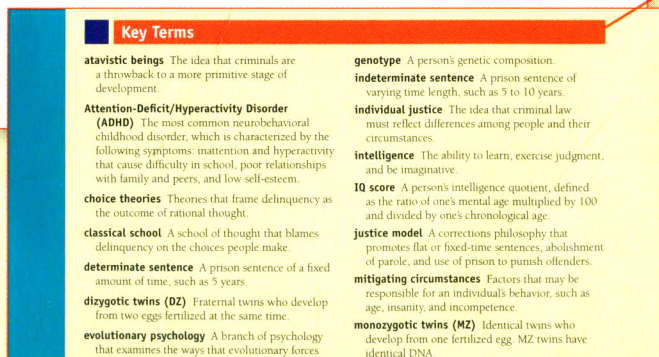 Key Terms
atavistic beings The idea that criminals are
a throwback to a more primitive stage of
development.
Attention-Deficit/Hyperactivity Disorder
(ADHD) The most common neurobehavioral
childhood disorder, which is characterized by the
following symptoms: inattention and hyperactivity
that cause difficulty in school, poor relationships
with family and peers, and low self-esteem.
choice theories Theories that frame delinquency as
the outcome of rational thought.
classical school A school of thought that blames
delinquency on the choices people make.
determinate sentence A prison sentence of a fixed
amount of time, such as 5 years.
dizygotic twins (DZ) Fraternal twins who develop
from two eggs fertilized at the same time.
evolutionary psychology A branch of psychology
that examines the ways that evolutionary forces
genotype A person's genetic composition.
indeterminate sentence A prison sentence of
varying time length, such as 5 to 10 years.
individual justice The idea that criminal law
must reflect differences among people and their
circumstances.
intelligence The ability to learn, exercise judgment,
and be imaginative.
IQ score A person's intelligence quotient, defined
as the ratio of one's mental age multiplied by 100
and divided by one's chronological age.
justice model A corrections philosophy that
promotes flat or fixed-time sentences, abolishment
of parole, and use of prison to punish offenders.
mitigating circumstances Factors that may be
responsible for an individual's behavior, such as
age, insanity, and incompetence.
monozygotic twins (MZ) Identical twins who
develop from one fertilized egg. MZ twins have
identical DNA.